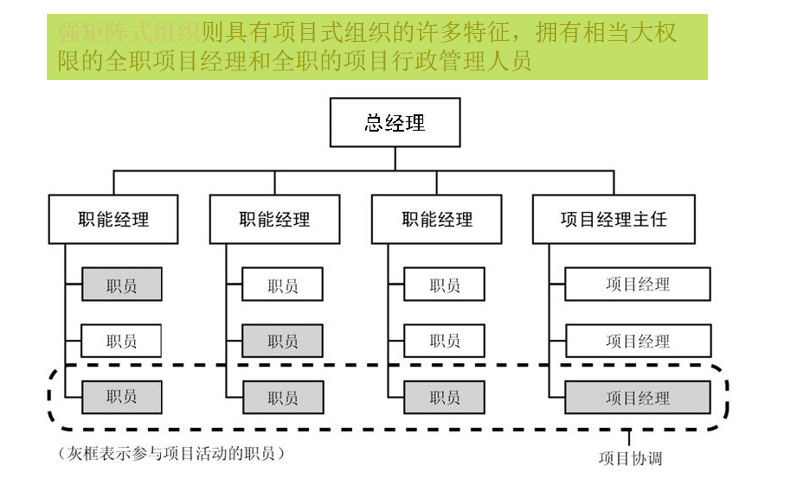 强矩阵式组织则具有项目式组织的许多特征，拥有相当大权
限的全职项目经理和全职的项目行政管理人员
总经理
职能经理 职能经理 职能经理 项目经理主任
职员 职员 职员 项目经理
职员 职员 职员 项目经理
职员 职员 职员 项目经理
（灰框表示参与项目活动的职员）
项目协调